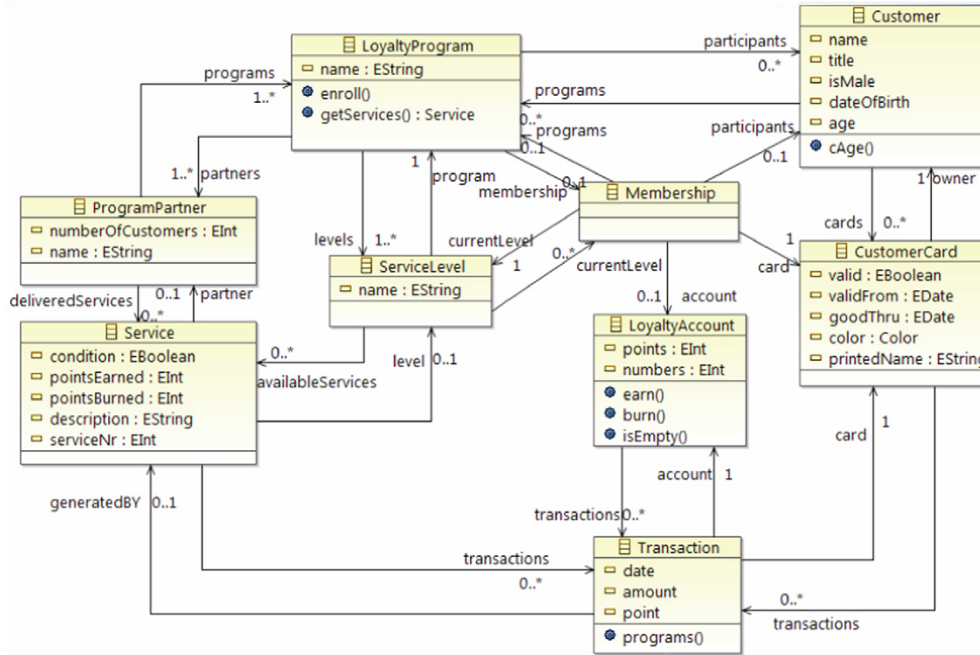 Customer
name
title
isMale
dateOfBirth
age
cAge()
LoyaltyProgram
name : EString
enroll()
getServices() : Service
participants
0..*
programs
0..*
programs
0..1
participants
0..1
programs
1..*
1..* partners
levels
1..*
1
program
0..1
membership
Membership
currentLevel
1
0..*
currentLevel
0..1
account
1
card
cards
0..*
1 owner
ProgramPartner
numberOfCustomers : EInt
name : EString
deliveredServices
0..*
0..1
partner
ServiceLevel
name : EString
CustomerCard
valid : EBoolean
validFrom : EDate
goodThru : EDate
color : Color
printedName : EString
Service
condition : EBoolean
pointsEarned : EInt
pointsBurned : EInt
description : EString
serviceNr : EInt
0..*
availableServices
level
0..1
LoyaltyAccount
points : EInt
numbers : EInt
earn()
burn()
isEmpty()
card
1
account
1
transactions
0..*
generatedBY
0..1
transactions
0..*
Transaction
date
amount
point
programs()
0..*
transactions